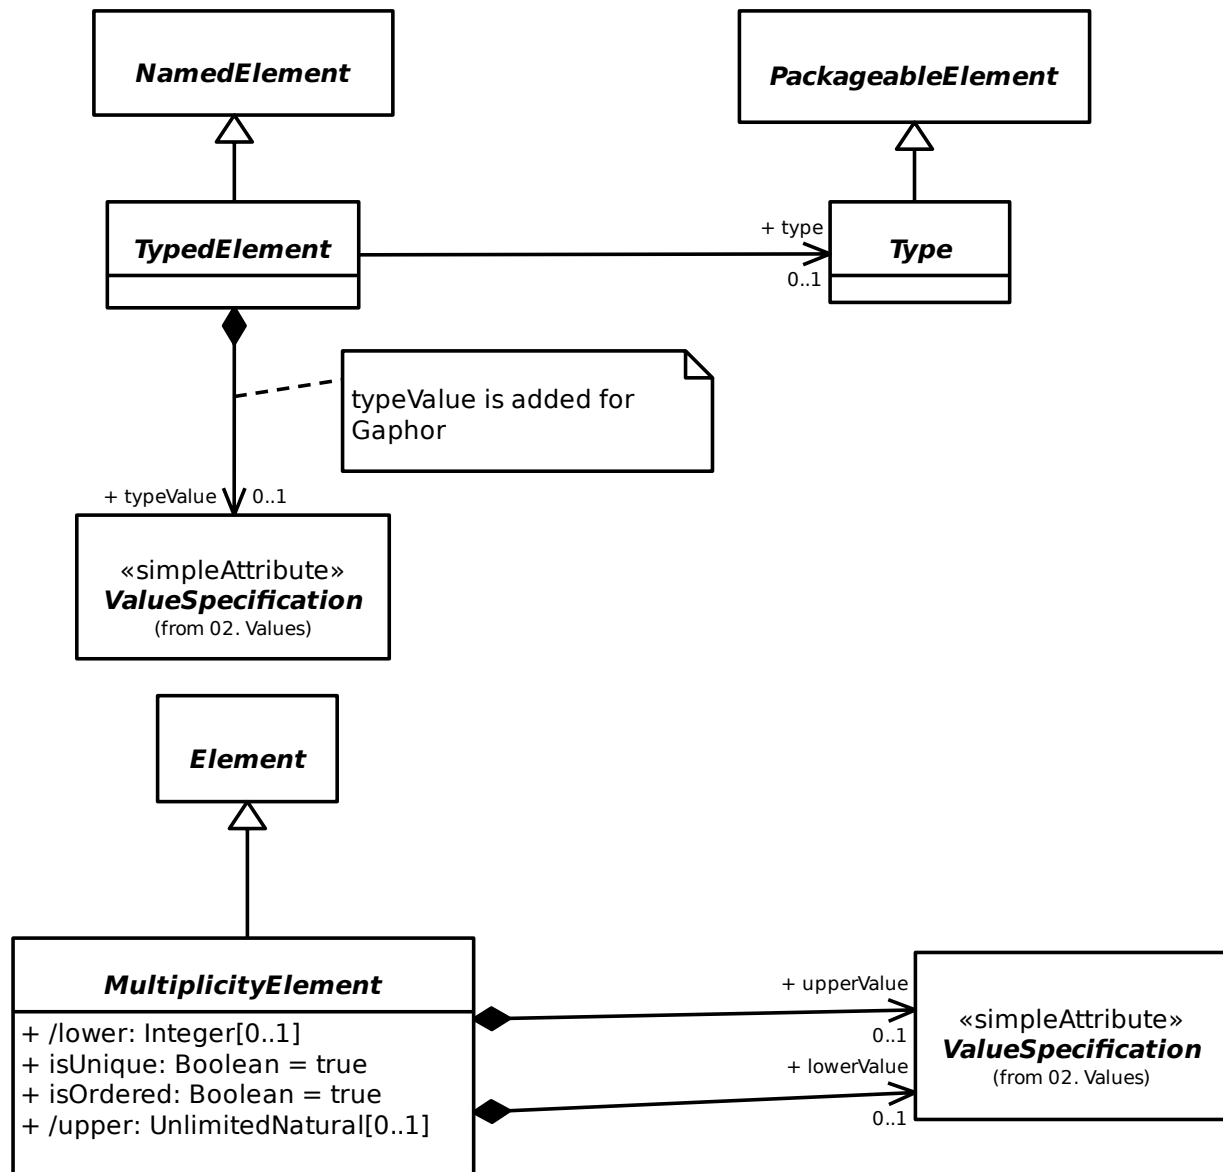 NamedElement
PackageableElement
TypedElement
+ type
0..1
Type
typeValue is added for
Gaphor
+ typeValue
0..1
«simpleAttribute»
ValueSpecification
(from 02. Values)
Element
MultiplicityElement
+ /lower: Integer[0..1]
+ isUnique: Boolean = true
+ isOrdered: Boolean = true
+ /upper: UnlimitedNatural[0..1]
+ upperValue
0..1
+ lowerValue
0..1
«simpleAttribute»
ValueSpecification
(from 02. Values)